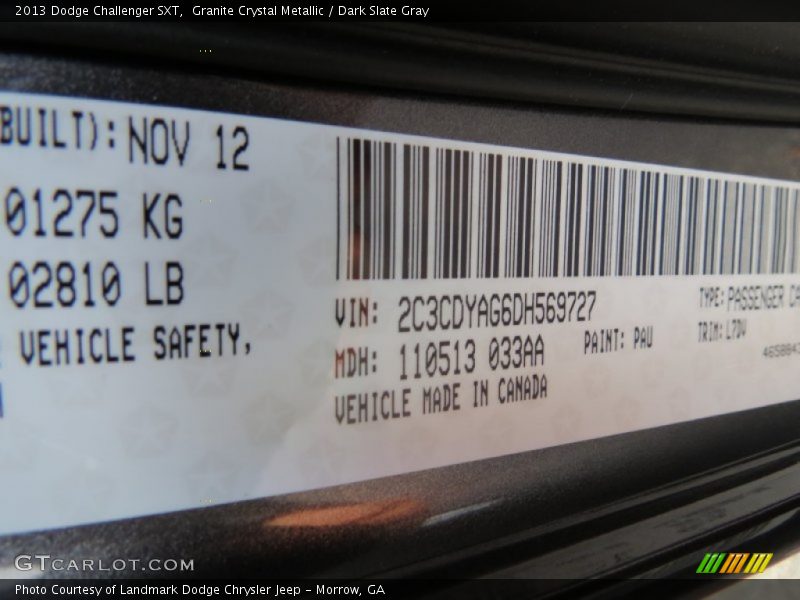 2013 Dodge Challenger SXT,  Granite Crystal Metallic / Dark Slate Gray
BUILT): NOV 12
01275 KG
02810 LB
VEHICLE SAFETY,
VIN: 2C3CDYAG6DH569727
TYPE: PASSENGER
MDH: 110513 033AA
PAINT: PAU
TRIM: L7DV
VEHICLE MADE IN CANADA
GTCARLOT.COM
Photo Courtesy of Landmark Dodge Chrysler Jeep - Morrow, GA